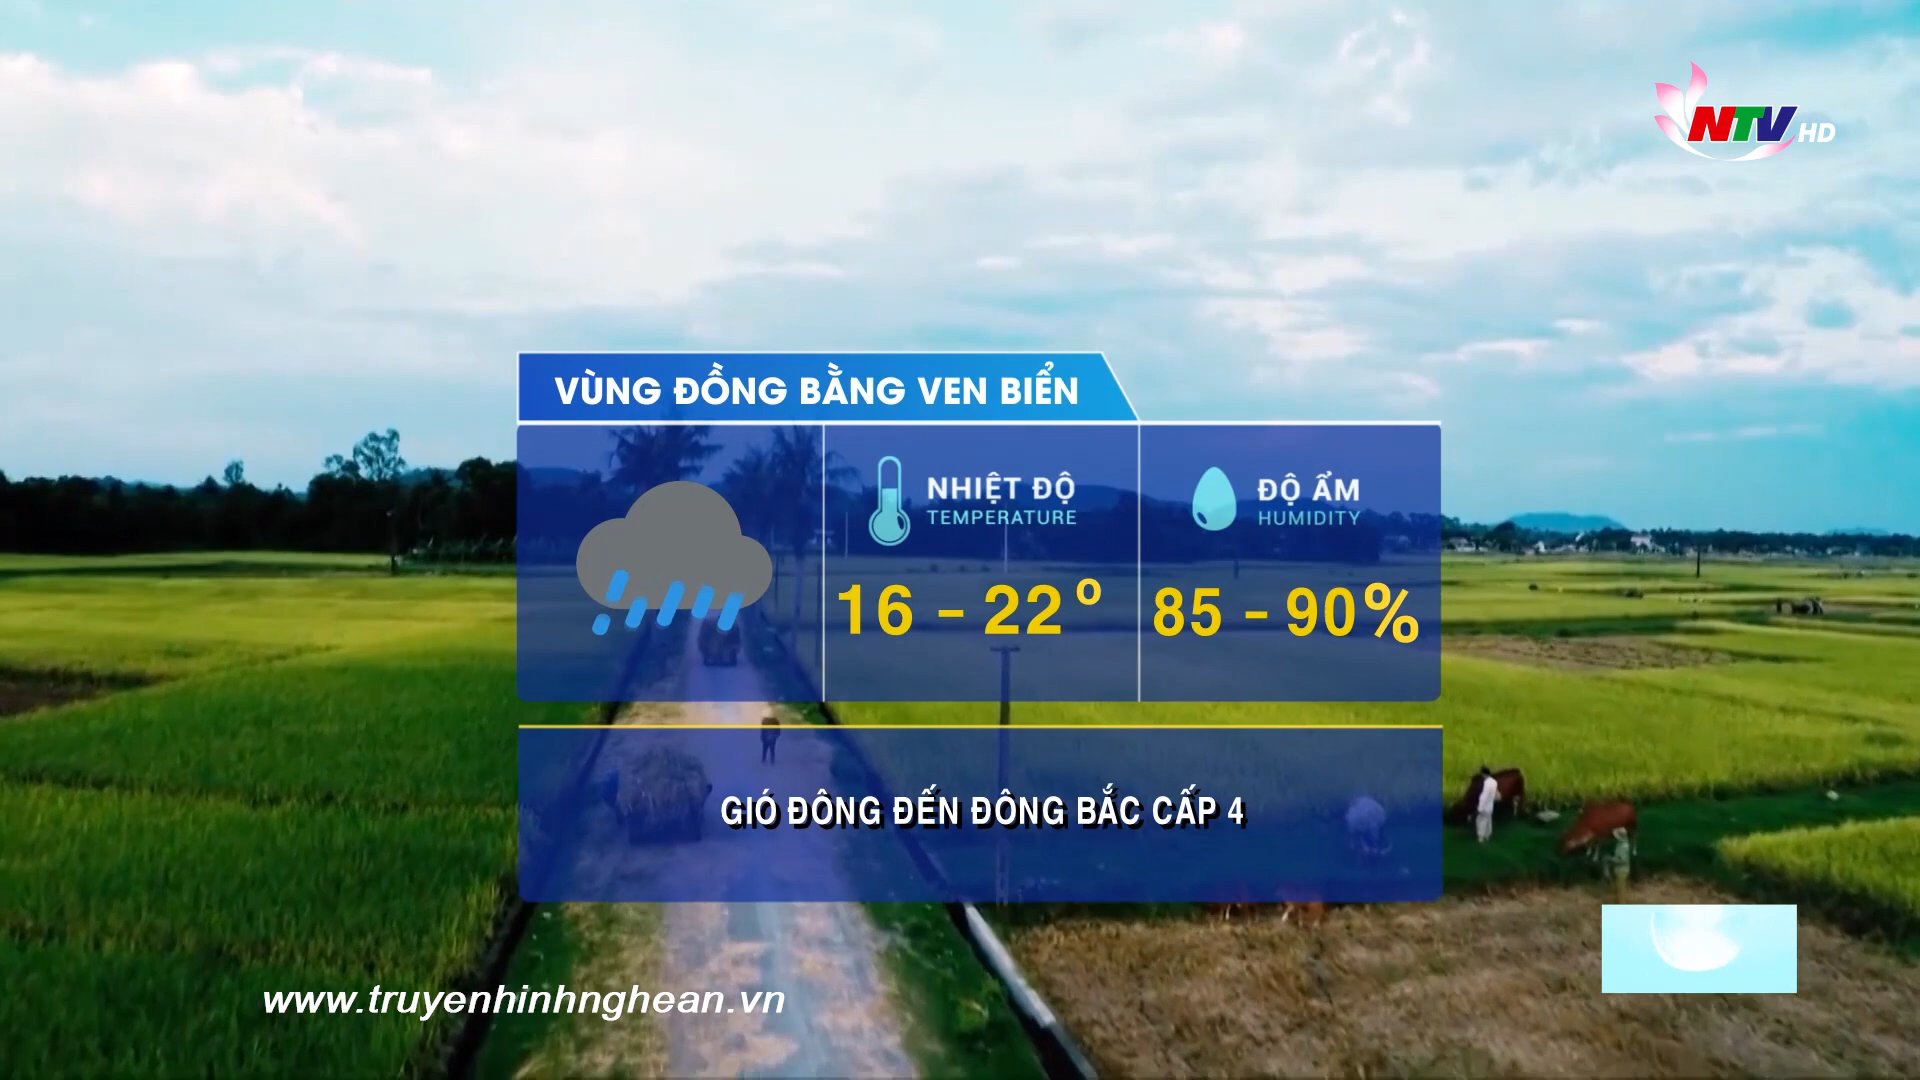 NTV HD
VÙNG ĐỒNG BẰNG VEN BIỂN
NHIỆT ĐỘ
TEMPERATURE
16 - 22°
ĐỘ ẨM
HUMIDITY
85 - 90%
GIÓ ĐÔNG ĐẾN ĐÔNG BẮC CẤP 4
www.truyenhinhnghean.vn